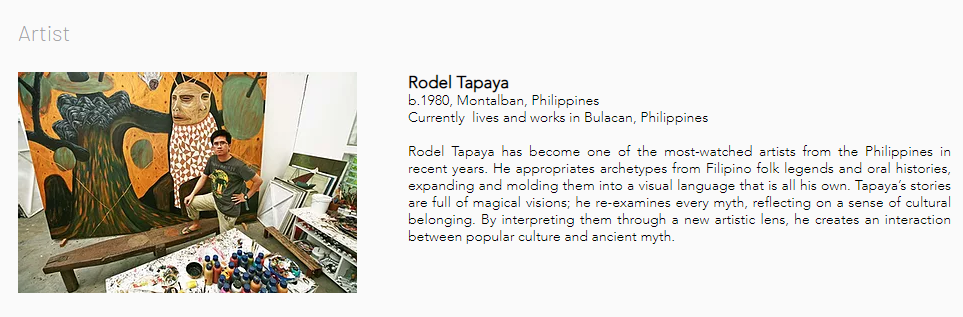 Artist
Rodel Tapaya
b.1980, Montalban, Philippines
Currently lives and works in Bulacan, Philippines
Rodel Tapaya has become one of the most-watched artists from the Philippines in
recent years. He appropriates archetypes from Filipino folk legends and oral histories,
expanding and molding them into a visual language that is all his own. Tapaya’s stories
are full of magical visions; he re-examines every myth, reflecting on a sense of cultural
belonging. By interpreting them through a new artistic lens, he creates an interaction
between popular culture and ancient myth.